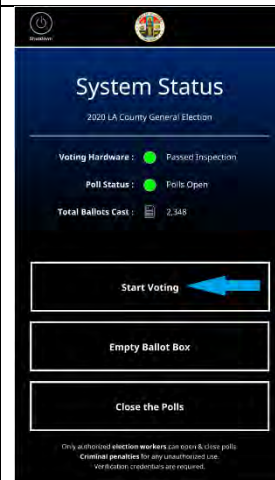 Shutdown
System Status
2020 LA County General Election
Voting Hardware : Passed Inspection
Poll Status : Polls Open
Total Ballots Cast : 2,348
Start Voting
Empty Ballot Box
Close the Polls
Only authorized election workers can open & close polls.
Criminal penalties for any unauthorized use.
Verification credentials are required.